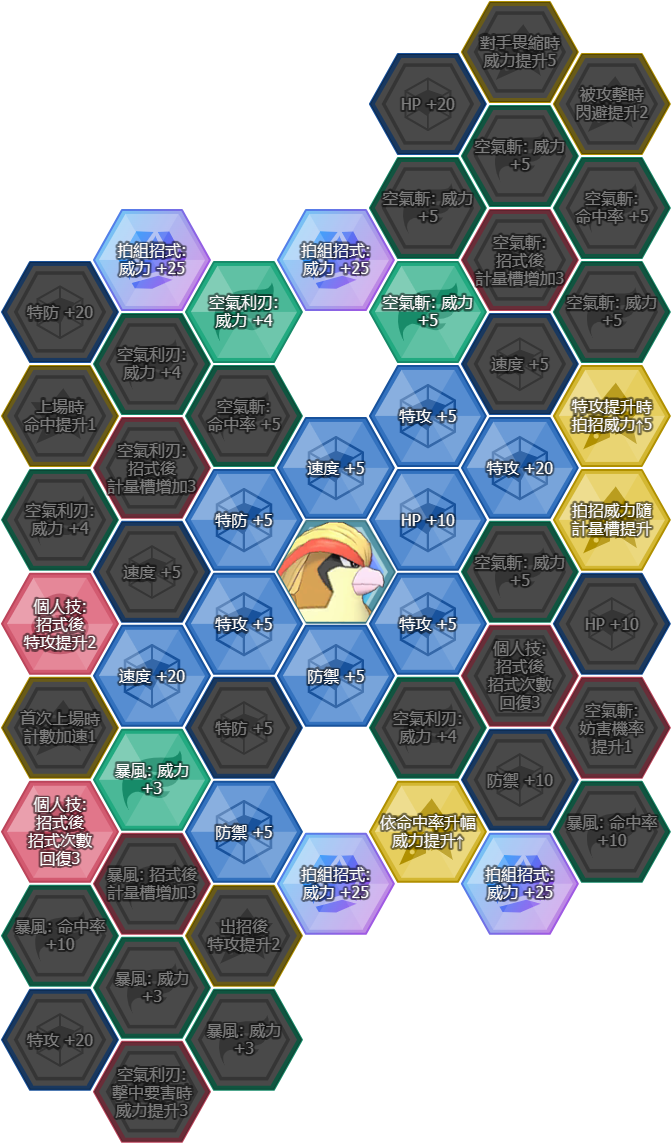 對手畏縮時
威力提升5
HP +20
被攻擊時
閃避提升2
空氣斬: 威力
+5
空氣斬: 威力
+5
空氣斬:
命中率 +5
拍組招式:
威力 +25
拍組招式:
威力 +25
空氣斬:
招式後
計量槽增加3
特防 +20
空氣利刃:
威力 +4
空氣斬: 威力
+5
空氣斬: 威力
+5
空氣利刃:
威力 +4
速度 +5
上場時
命中提升1
空氣斬:
命中率 +5
特攻 +5
特攻提升時
拍招威力↑5
空氣利刃:
招式後
計量槽增加3
速度 +5
特攻 +20
空氣利刃:
威力 +4
特防 +5
HP +10
拍招威力隨
計量槽提升
速度 +5
空氣斬: 威力
+5
個人技:
招式後
特攻提升2
特攻 +5
特攻 +5
HP +10
速度 +20
防禦 +5
個人技:
招式後
招式次數
回復3
首次上場時
計數加速1
特防 +5
空氣利刃:
威力 +4
空氣斬:
妨害機率
提升1
暴風: 威力
+3
防禦 +10
個人技:
招式後
招式次數
回復3
防禦 +5
依命中率升幅
威力提升↑
暴風: 命中率
+10
暴風: 招式後
計量槽增加3
拍組招式:
威力 +25
拍組招式:
威力 +25
暴風: 命中率
+10
出招後
特攻提升2
暴風: 威力
+3
特攻 +20
暴風: 威力
+3
空氣利刃:
擊中要害時
威力提升3